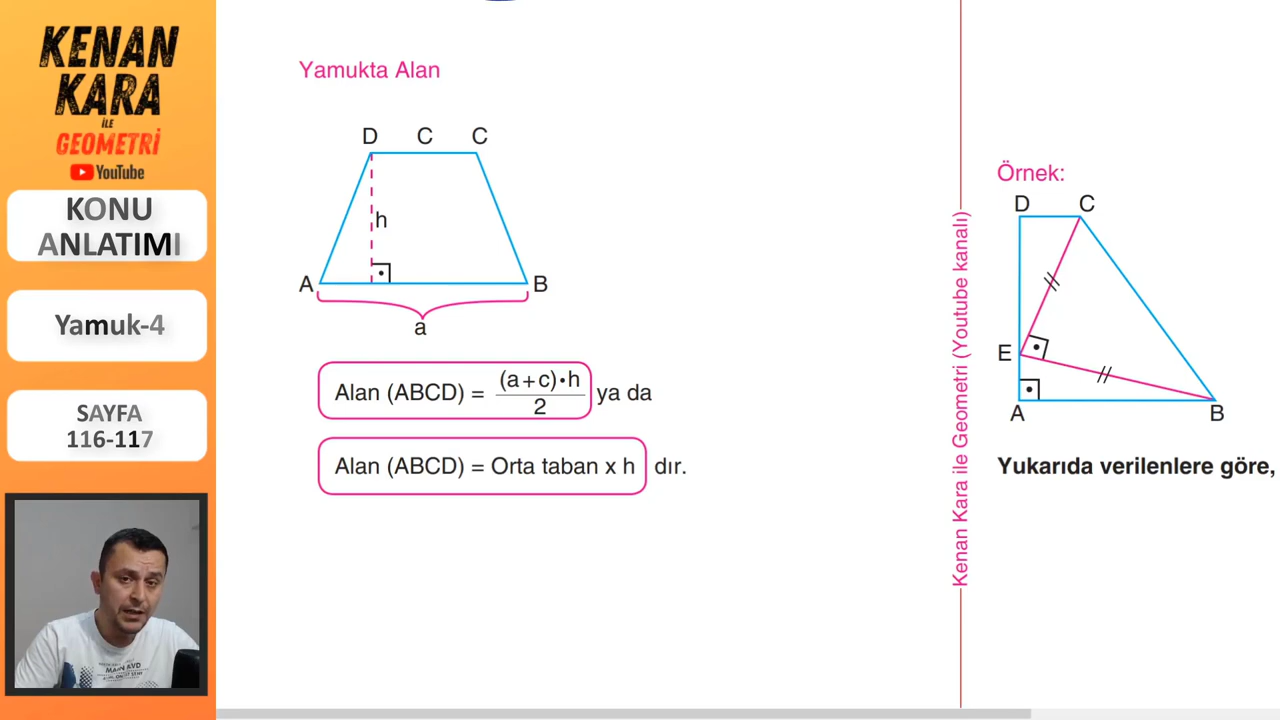 KENAN
KARA
İLE
GEOMETRİ
YouTube
KONU
ANLATIMI
Yamuk-4
SAYFA
116-117
Yamukta Alan
D C C
h
A B
a
Alan (ABCD) = (a+c)•h / 2 ya da
Alan (ABCD) = Orta taban x h dır.
Kenan Kara ile Geometri (Youtube kanalı)
Örnek:
D C
E
A B
Yukarıda verilenlere göre,